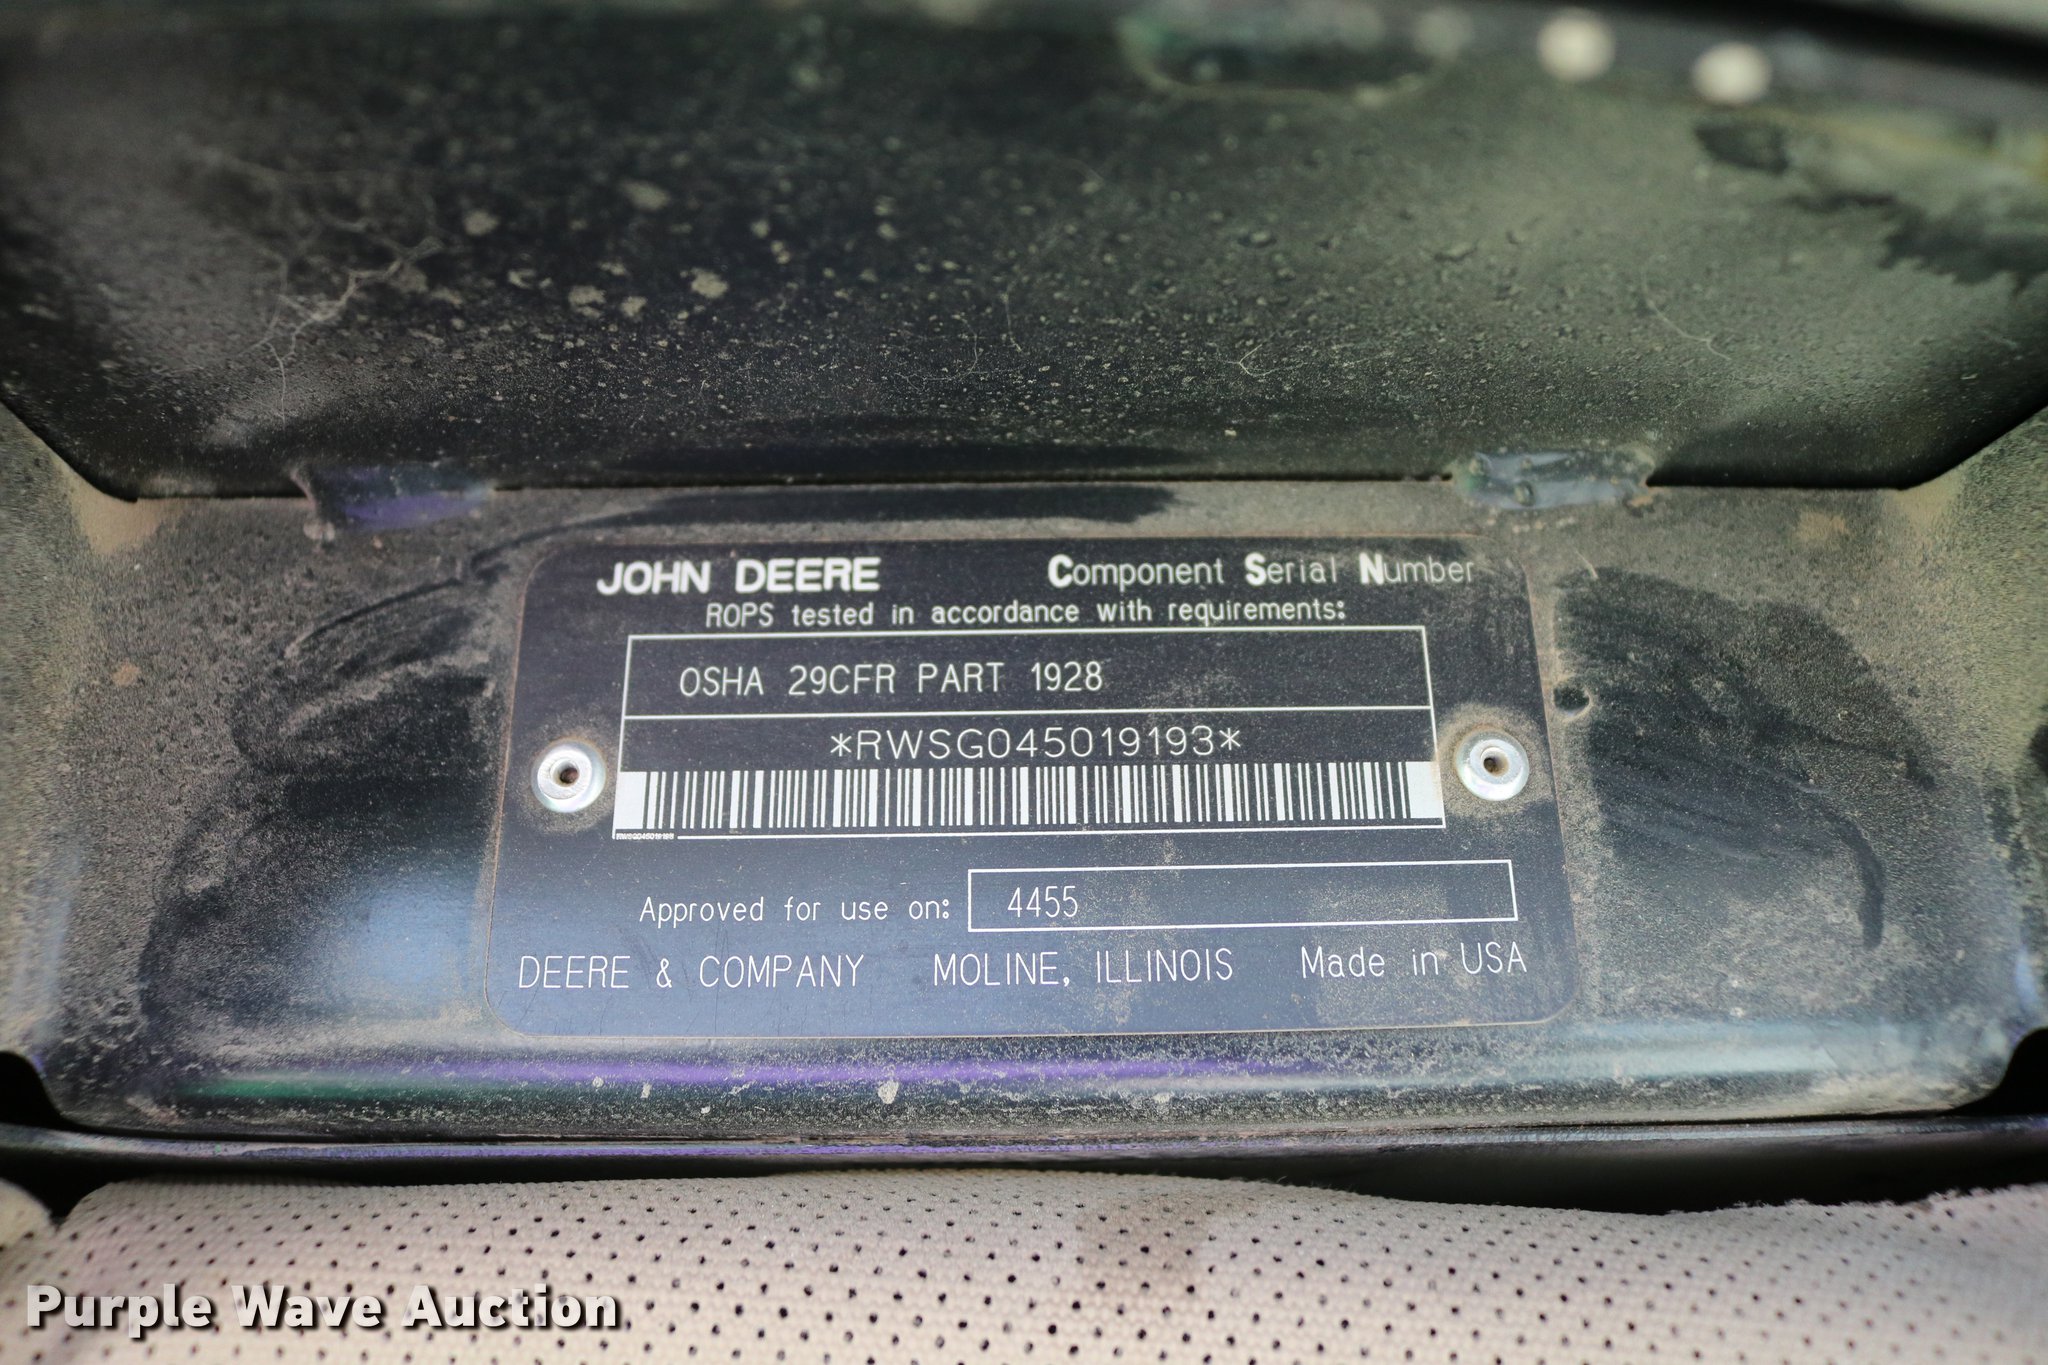 JOHN DEERE Component Serial Number
ROPS tested in accordance with requirements:
OSHA 29CFR PART 1928
*RWSG045019193*
RWSG045019193
Approved for use on: 4455
DEERE & COMPANY MOLINE, ILLINOIS Made in USA
Purple Wave Auction